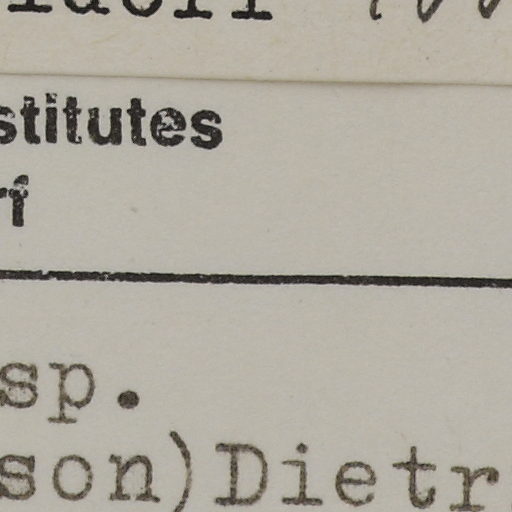 stitutes
rf
sp.
son)Dietr